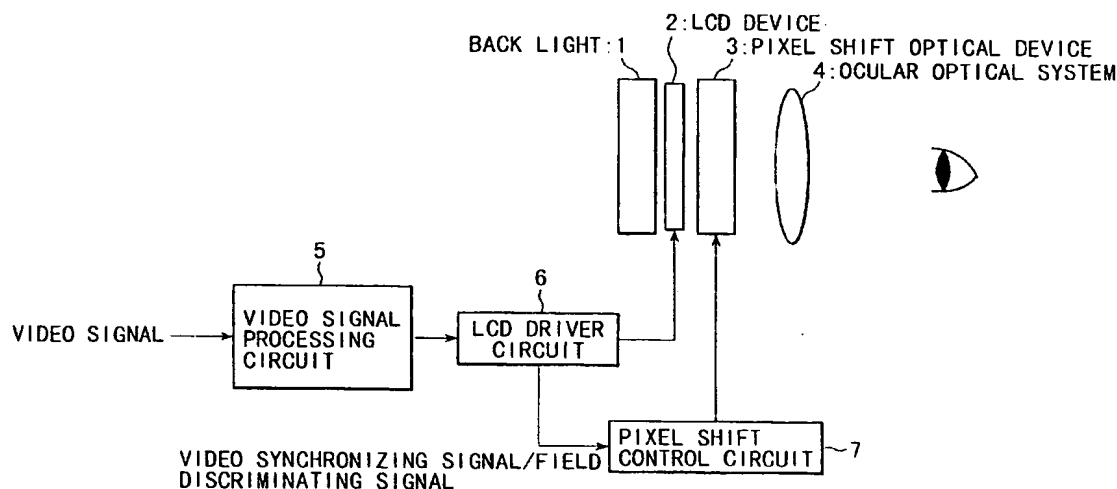 2:LCD DEVICE
BACK LIGHT:1
3:PIXEL SHIFT OPTICAL DEVICE
4:OCULAR OPTICAL SYSTEM
5
VIDEO SIGNAL
VIDEO SIGNAL
PROCESSING
CIRCUIT
6
LCD DRIVER
CIRCUIT
VIDEO SYNCHRONIZING SIGNAL/FIELD
DISCRIMINATING SIGNAL
PIXEL SHIFT
CONTROL CIRCUIT
7